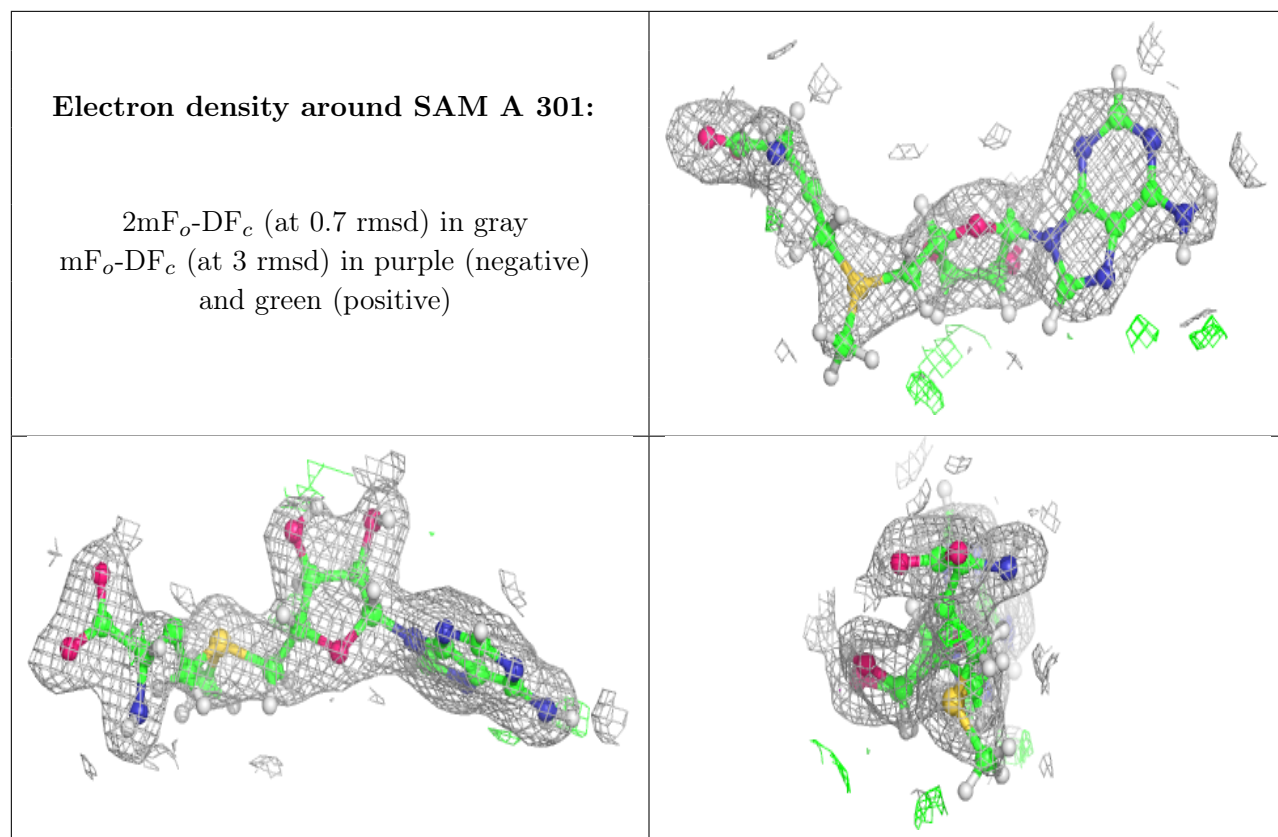 Electron density around SAM A 301:
2mFₒ-DF𝒸 (at 0.7 rmsd) in gray
mFₒ-DF𝒸 (at 3 rmsd) in purple (negative)
and green (positive)